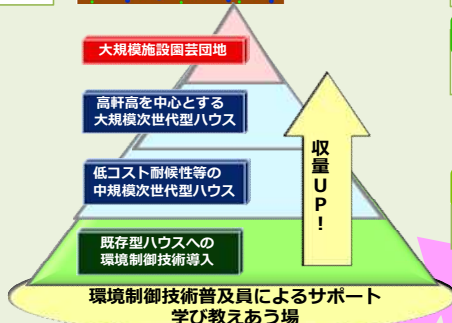 大規模施設園芸団地
高軒高を中心とする
大規模次世代型ハウス
低コスト耐候性等の
中規模次世代型ハウス
既存型ハウスへの
環境制御技術導入
収量UP!
環境制御技術普及員によるサポート
学び教えあう場